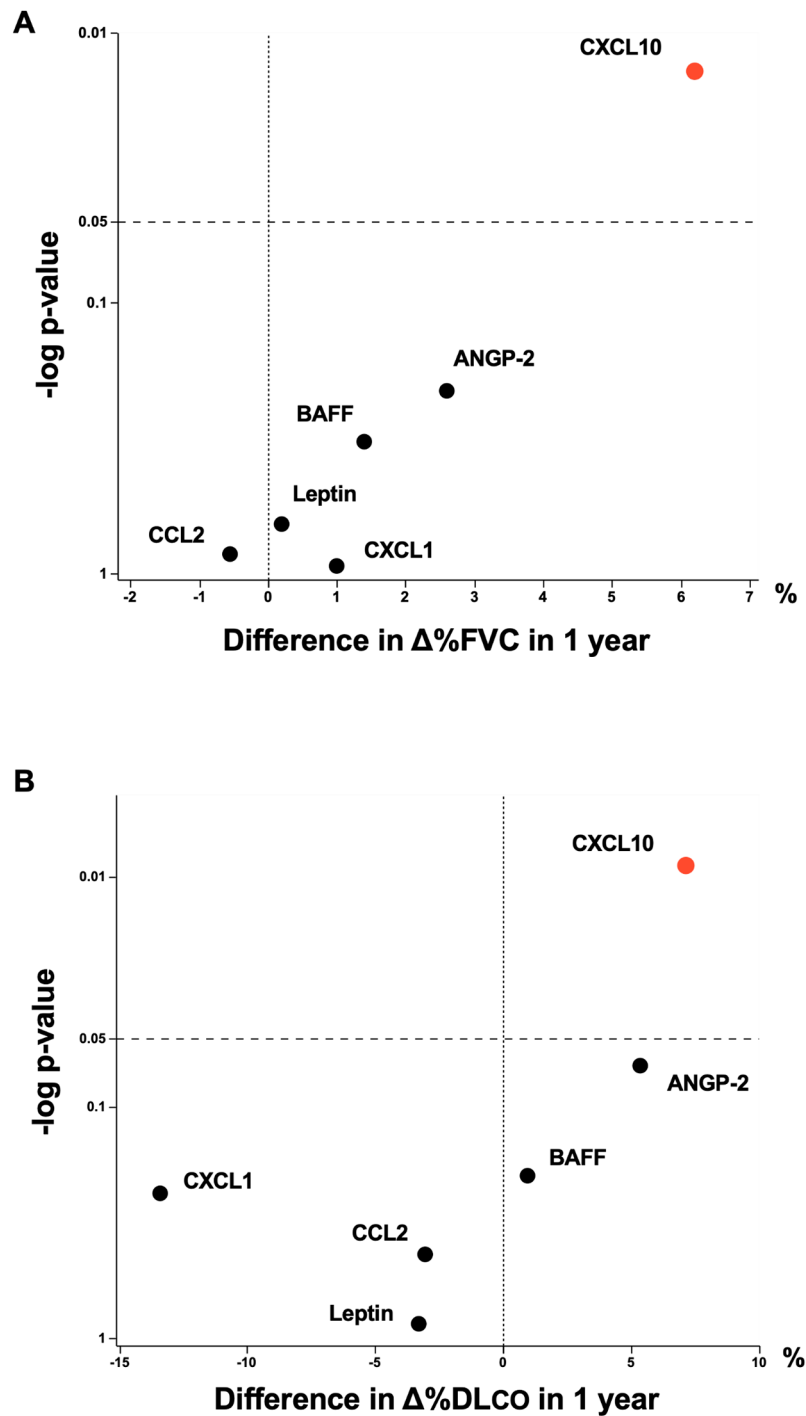 A
0.01
CXCL10
0.05
-log p-value
0.1
ANGP-2
BAFF
Leptin
CCL2
CXCL1
1
-2 -1 0 1 2 3 4 5 6 7 %
Difference in Δ%FVC in 1 year
B
CXCL10
0.01
-log p-value
0.05
ANGP-2
0.1
BAFF
CXCL1
CCL2
Leptin
1
-15 -10 -5 0 5 10 %
Difference in Δ%DLCO in 1 year